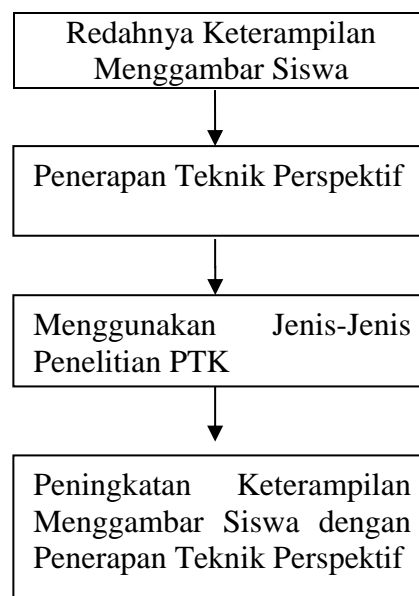 Redahnya Keterampilan
Menggambar Siswa
Penerapan Teknik Perspektif
Menggunakan Jenis-Jenis
Penelitian PTK
Peningkatan Keterampilan
Menggambar Siswa dengan
Penerapan Teknik Perspektif